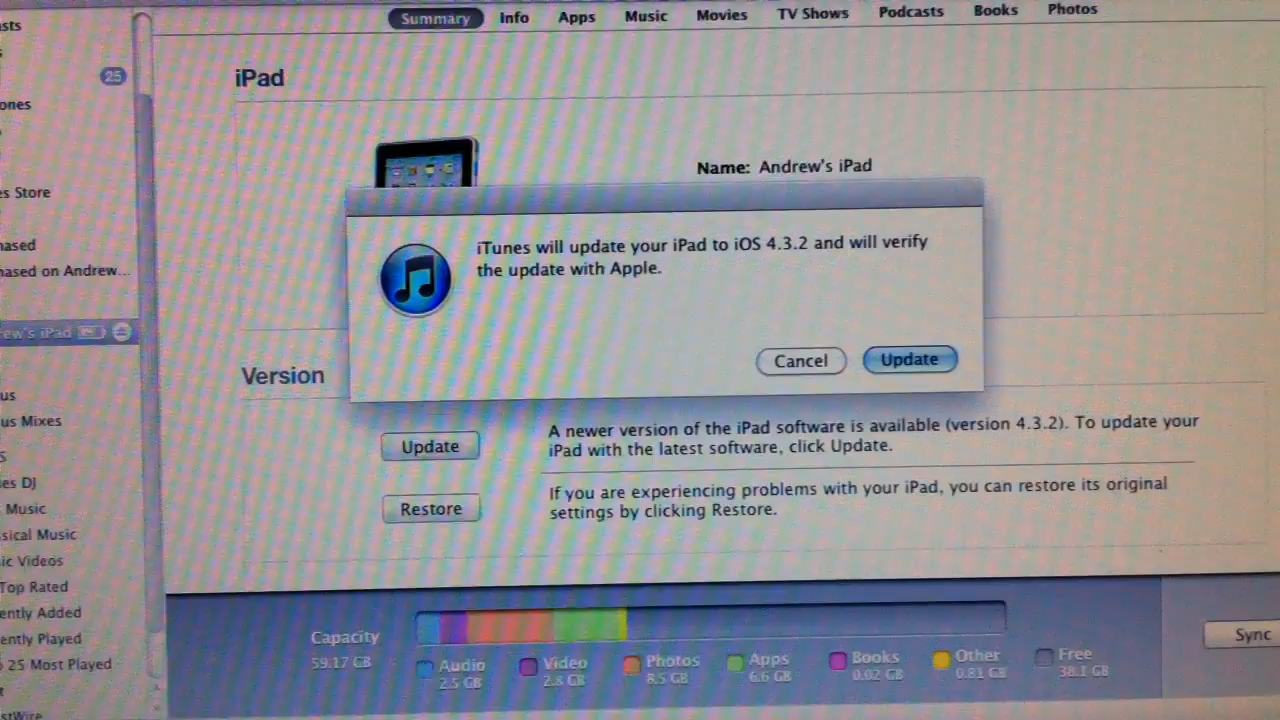 Summary Info Apps Music Movies TV Shows Podcasts Books Photos
iPad
Name: Andrew's iPad
iTunes will update your iPad to iOS 4.3.2 and will verify
the update with Apple.
Cancel Update
Version
Update
A newer version of the iPad software is available (version 4.3.2). To update your
iPad with the latest software, click Update.
Restore
If you are experiencing problems with your iPad, you can restore its original
settings by clicking Restore.
sts
25
ones
es Store
hased
hased on Andrew...
ew's iPad
us
us Mixes
S
es DJ
Music
sical Music
ic Videos
Top Rated
ently Added
ently Played
25 Most Played
stWire
Capacity
59.17 GB
Audio
2.5 GB
Video
2.8 GB
Photos
8.5 GB
Apps
6.6 GB
Books
0.02 GB
Other
0.81 GB
Free
38.1 GB
Sync